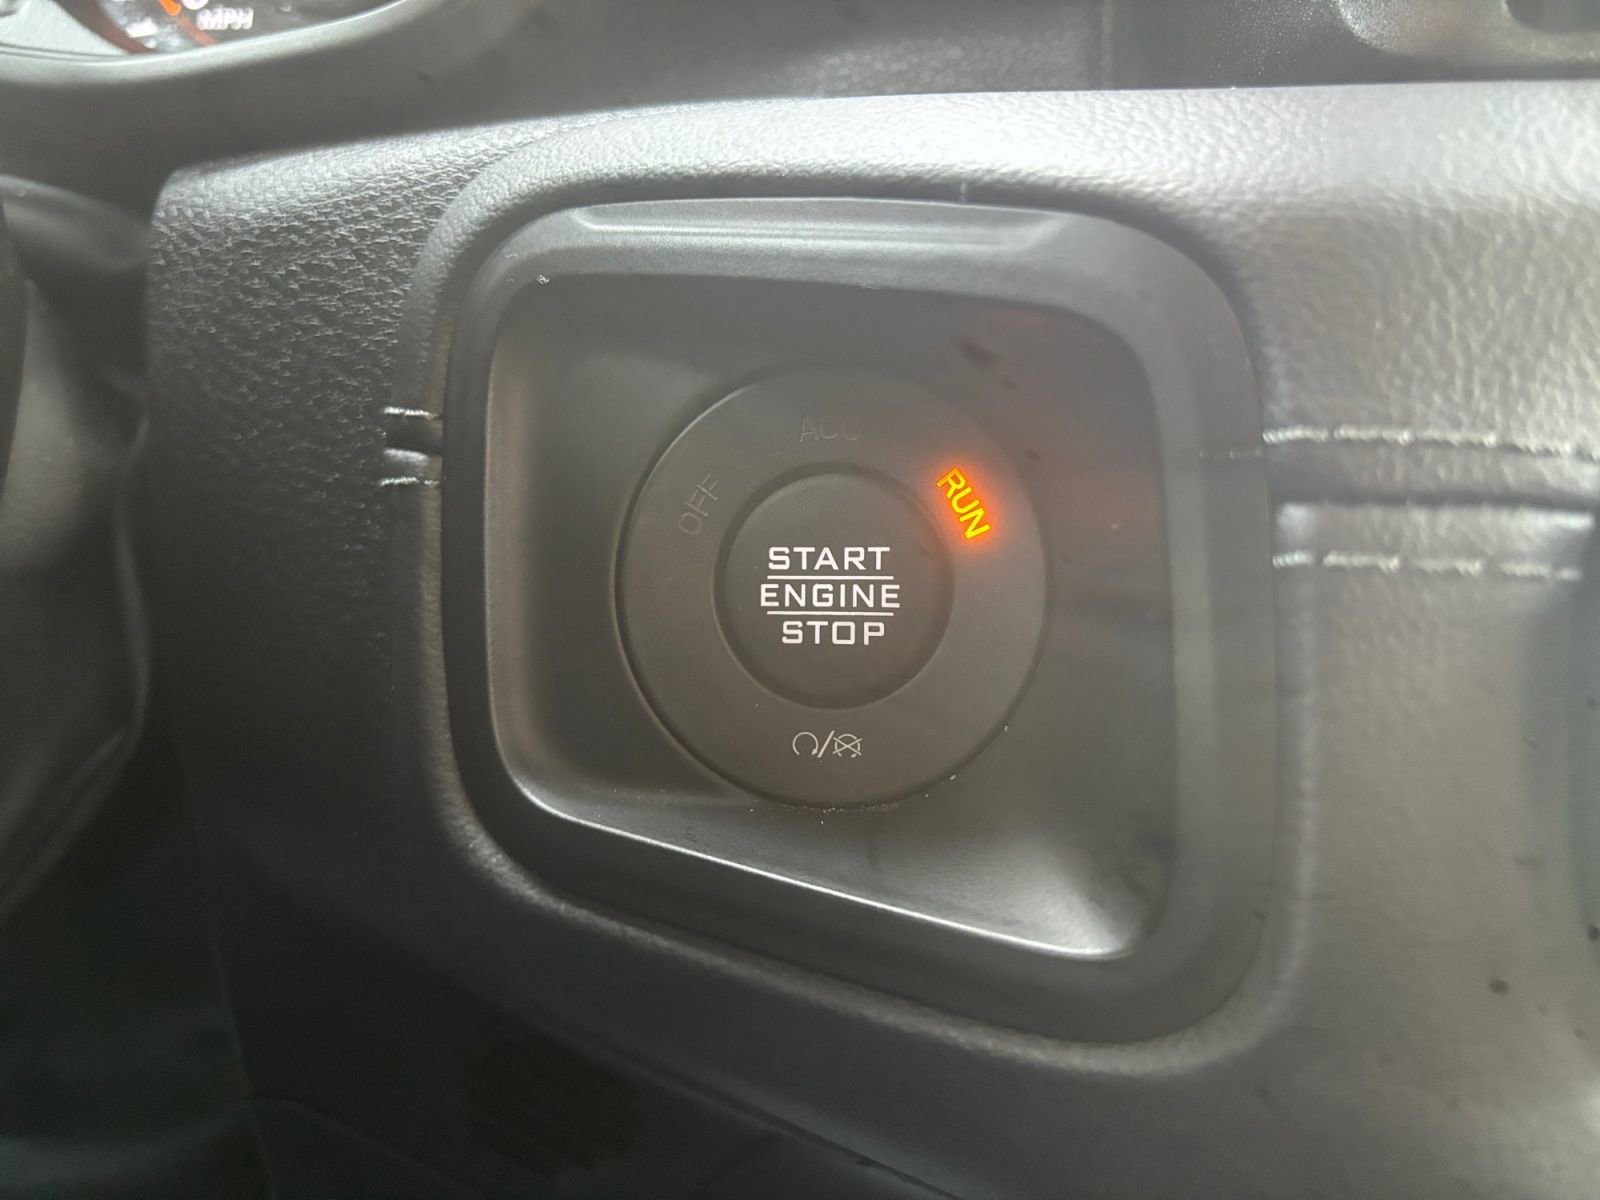 MPH
ACC
OFF
RUN
START
ENGINE
STOP